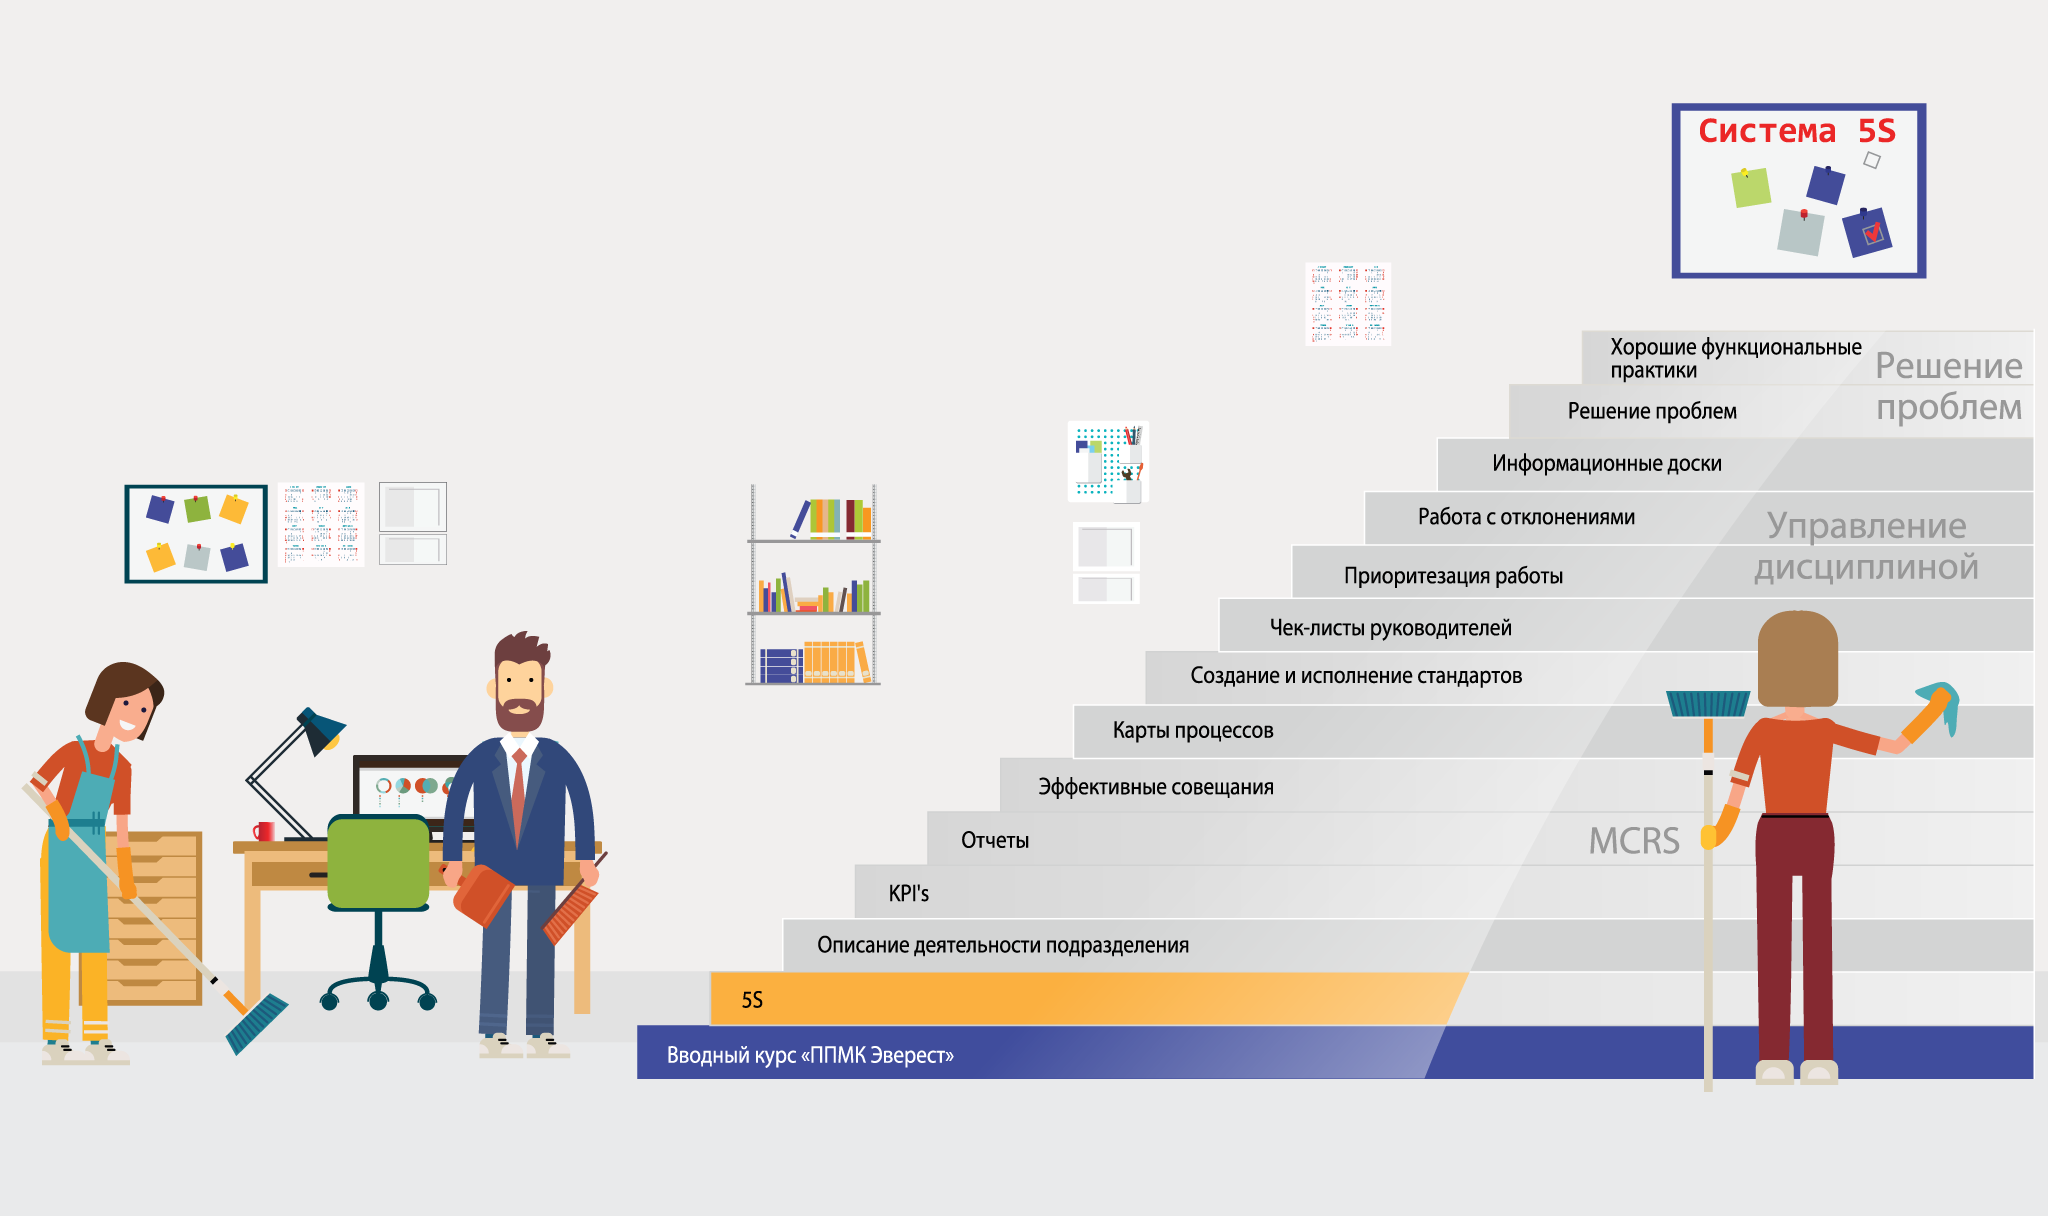 Система 5S
Хорошие функциональные
практики
Решение
проблем
Решение проблем
Информационные доски
Работа с отклонениями
Управление
дисциплиной
Приоритезация работы
Чек-листы руководителей
Создание и исполнение стандартов
Карты процессов
Эффективные совещания
Отчеты
MCRS
KPI's
Описание деятельности подразделения
5S
Вводный курс «ППМК Эверест»